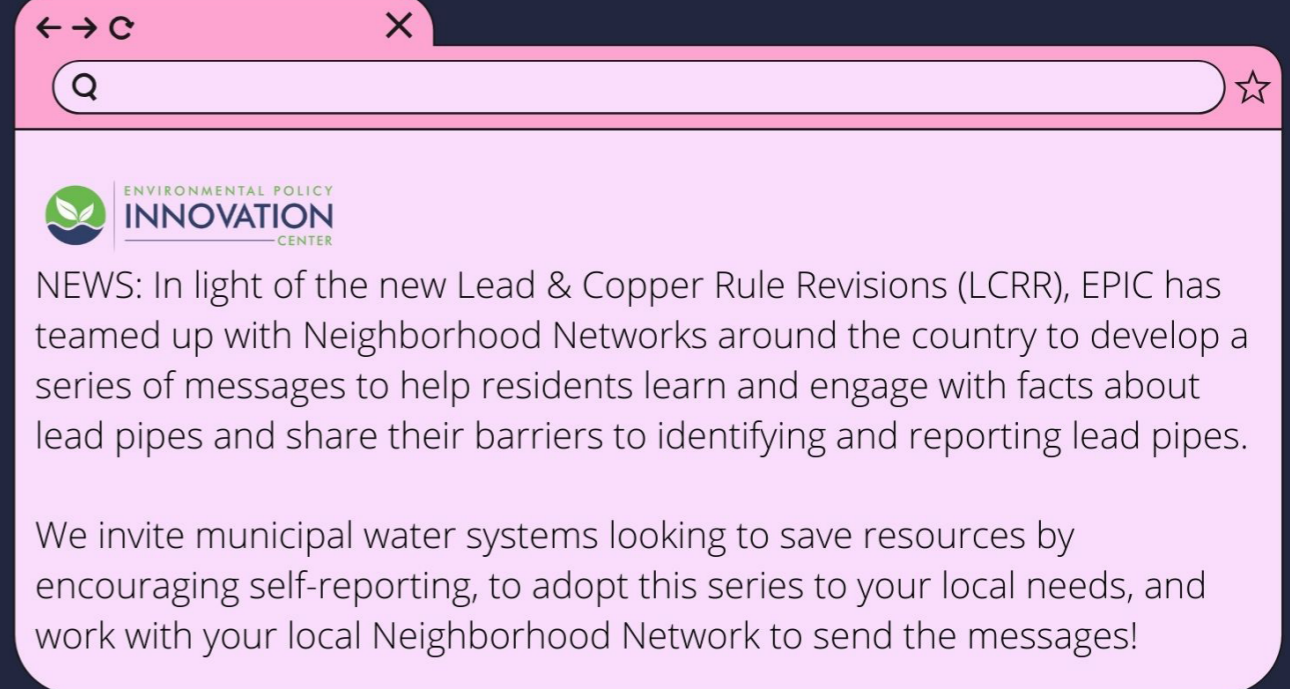 ENVIRONMENTAL POLICY
INNOVATION
CENTER
NEWS: In light of the new Lead & Copper Rule Revisions (LCRR), EPIC has
teamed up with Neighborhood Networks around the country to develop a
series of messages to help residents learn and engage with facts about
lead pipes and share their barriers to identifying and reporting lead pipes.
We invite municipal water systems looking to save resources by
encouraging self-reporting, to adopt this series to your local needs, and
work with your local Neighborhood Network to send the messages!